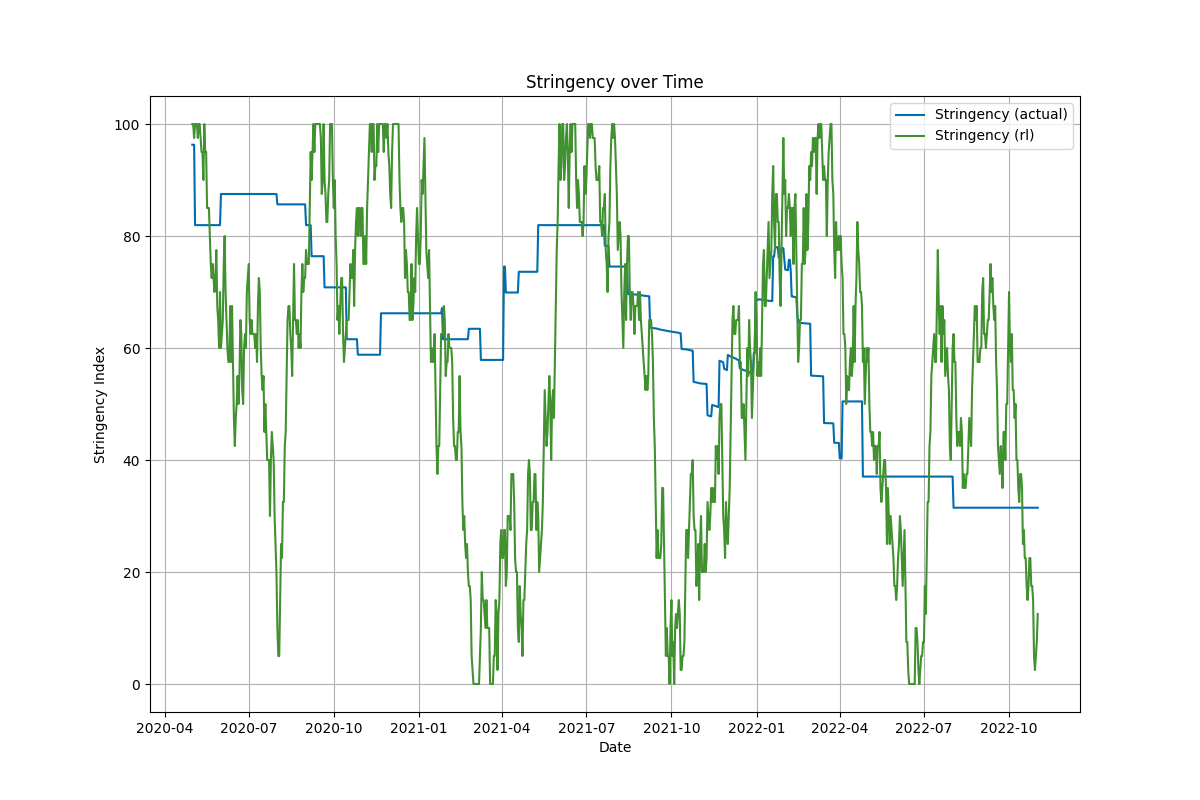 Stringency over Time
Stringency (actual)
Stringency (rl)
100
80
60
40
20
0
Stringency Index
2020-04 2020-07 2020-10 2021-01 2021-04 2021-07 2021-10 2022-01 2022-04 2022-07 2022-10
Date